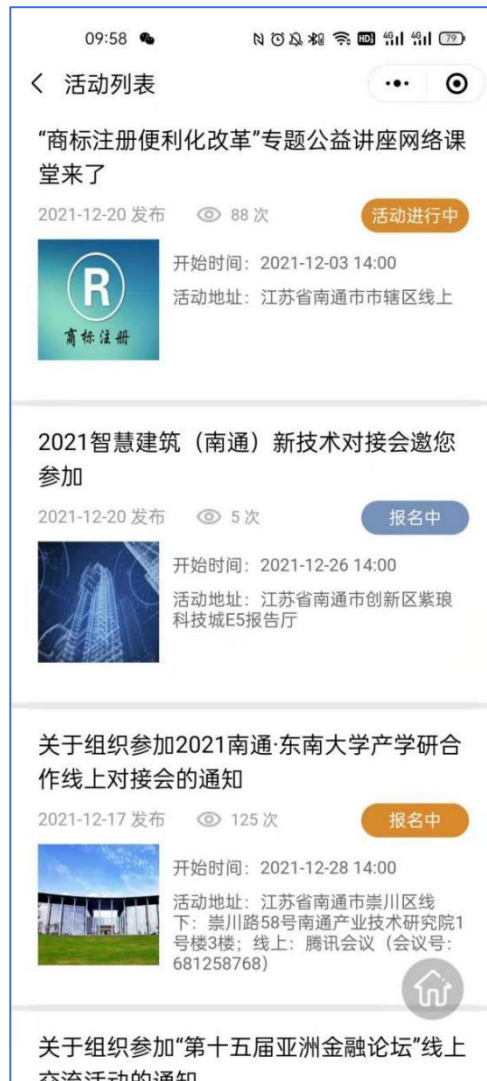 09:58
HD 4G 4G 79
活动列表
“商标注册便利化改革”专题公益讲座网络课
堂来了
2021-12-20 发布 88 次 活动进行中
R
商标注册
开始时间：2021-12-03 14:00
活动地址：江苏省南通市市辖区线上
2021智慧建筑（南通）新技术对接会邀您
参加
2021-12-20 发布 5 次 报名中
开始时间：2021-12-26 14:00
活动地址：江苏省南通市创新区紫琅
科技城E5报告厅
关于组织参加2021南通·东南大学产学研合
作线上对接会的通知
2021-12-17 发布 125 次 报名中
开始时间：2021-12-28 14:00
活动地址：江苏省南通市崇川区线
下：崇川路58号南通产业技术研究院1
号楼3楼；线上：腾讯会议（会议号：
681258768）
关于组织参加“第十五届亚洲金融论坛”线上
交流活动的通知